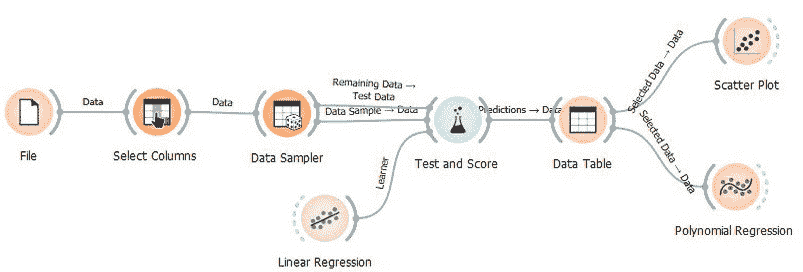 Data
Data
Remaining Data →
Test Data
Data Sample → Data
Predictions → Data
Selected Data → Data
Selected Data → Data
Learner
File
Select Columns
Data Sampler
Test and Score
Data Table
Scatter Plot
Polynomial Regression
Linear Regression